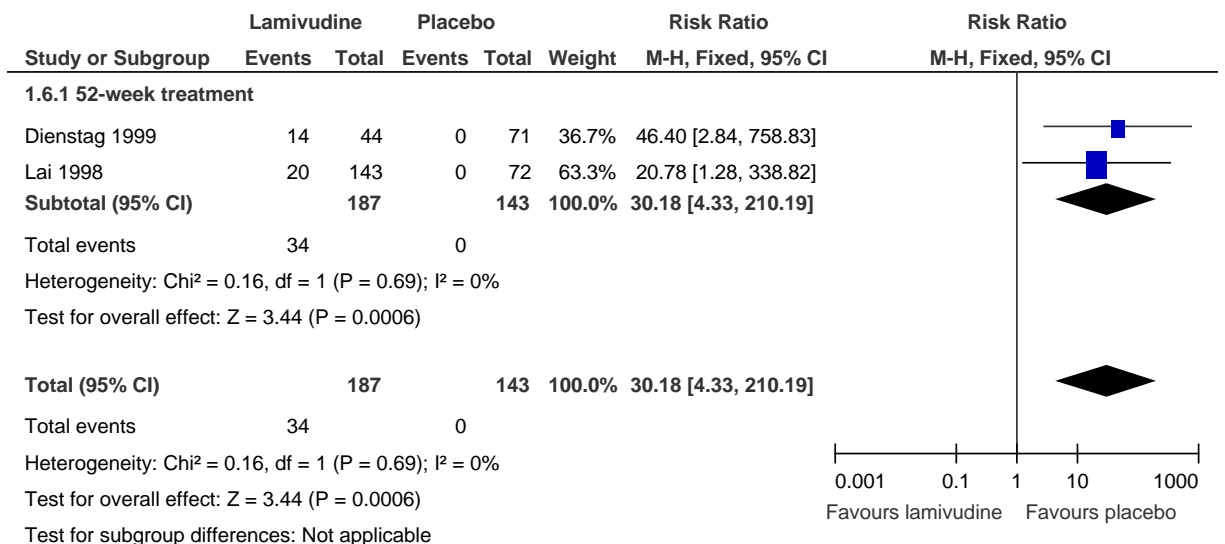 Lamivudine Placebo Risk Ratio Risk Ratio
Study or Subgroup Events Total Events Total Weight M-H, Fixed, 95% CI M-H, Fixed, 95% CI
1.6.1 52-week treatment
Dienstag 1999 14 44 0 71 36.7% 46.40 [2.84, 758.83]
Lai 1998 20 143 0 72 63.3% 20.78 [1.28, 338.82]
Subtotal (95% CI) 187 143 100.0% 30.18 [4.33, 210.19]
Total events 34 0
Heterogeneity: Chi² = 0.16, df = 1 (P = 0.69); I² = 0%
Test for overall effect: Z = 3.44 (P = 0.0006)
Total (95% CI) 187 143 100.0% 30.18 [4.33, 210.19]
Total events 34 0
Heterogeneity: Chi² = 0.16, df = 1 (P = 0.69); I² = 0%
Test for overall effect: Z = 3.44 (P = 0.0006)
Test for subgroup differences: Not applicable
0.001 0.1 1 10 1000
Favours lamivudine Favours placebo